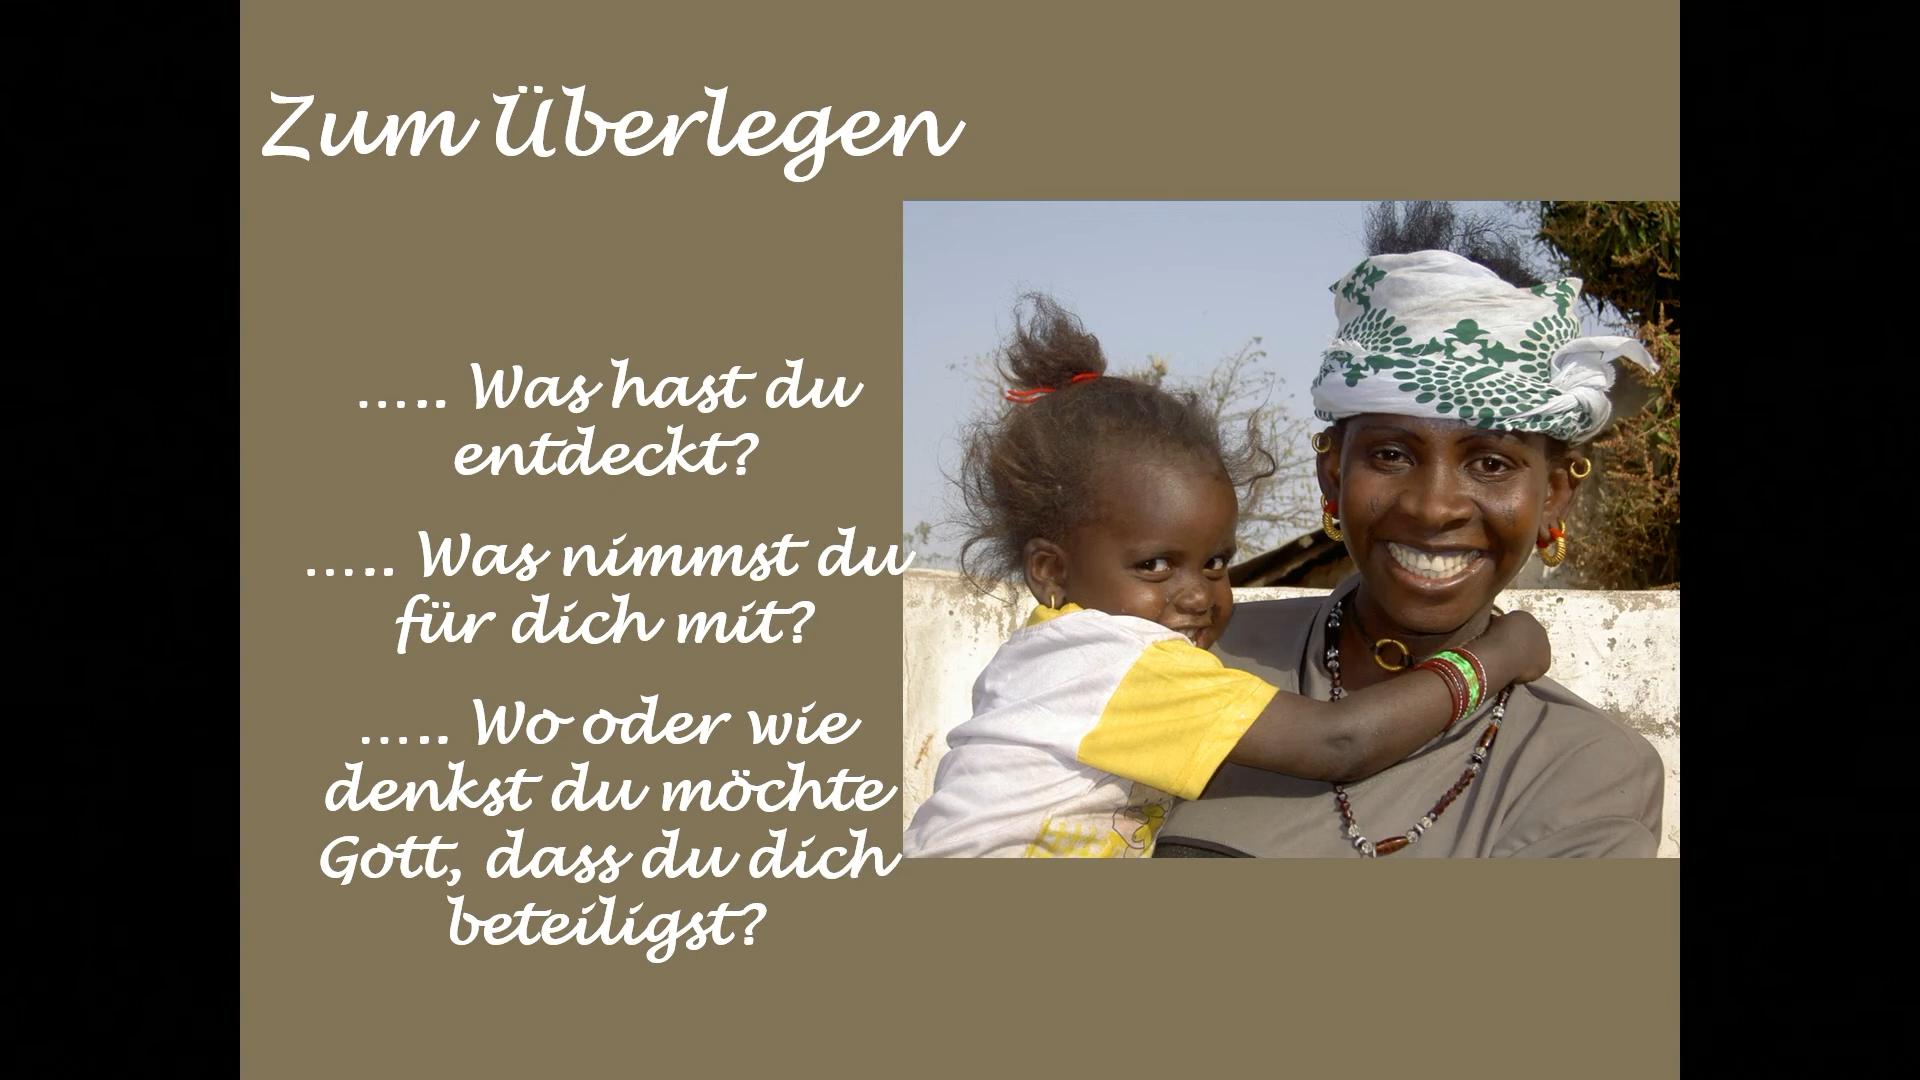 Zum Überlegen
..... Was hast du
entdeckt?
..... Was nimmst du
für dich mit?
..... Wo oder wie
denkst du möchte
Gott, dass du dich
beteiligst?